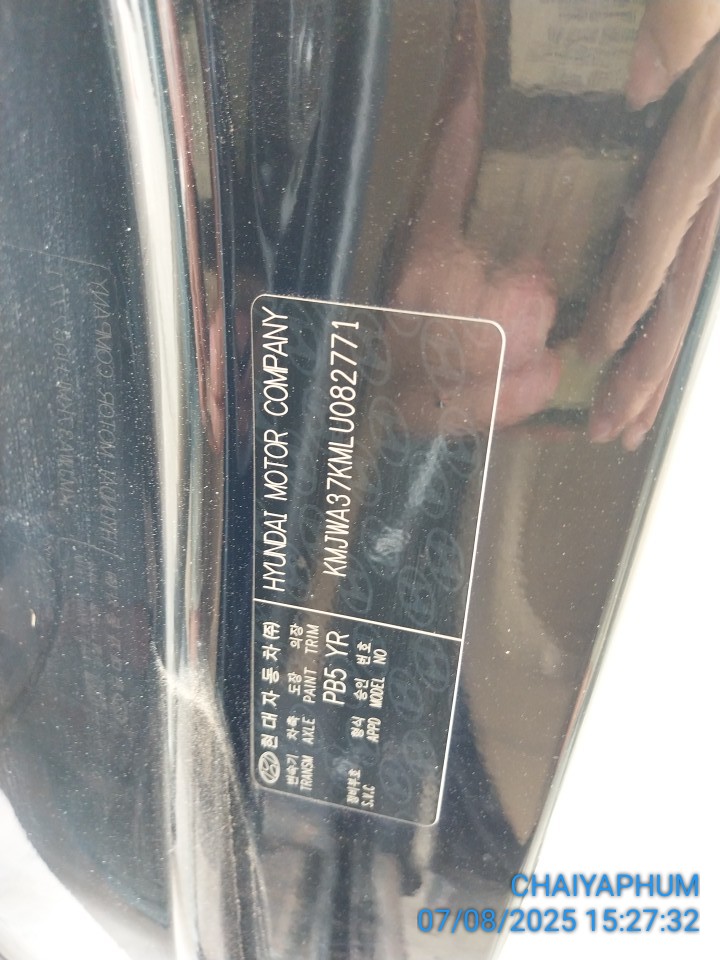 현대자동차(주) HYUNDAI MOTOR COMPANY
변속기 차축 도장 의장
TRANSM AXLE PAINT TRIM
PB5 YR KMJWA37KMLU082771
장비부호 형식 승인 번호
S.V.C APPD MODEL NO
CHAIYAPHUM
07/08/2025 15:27:32